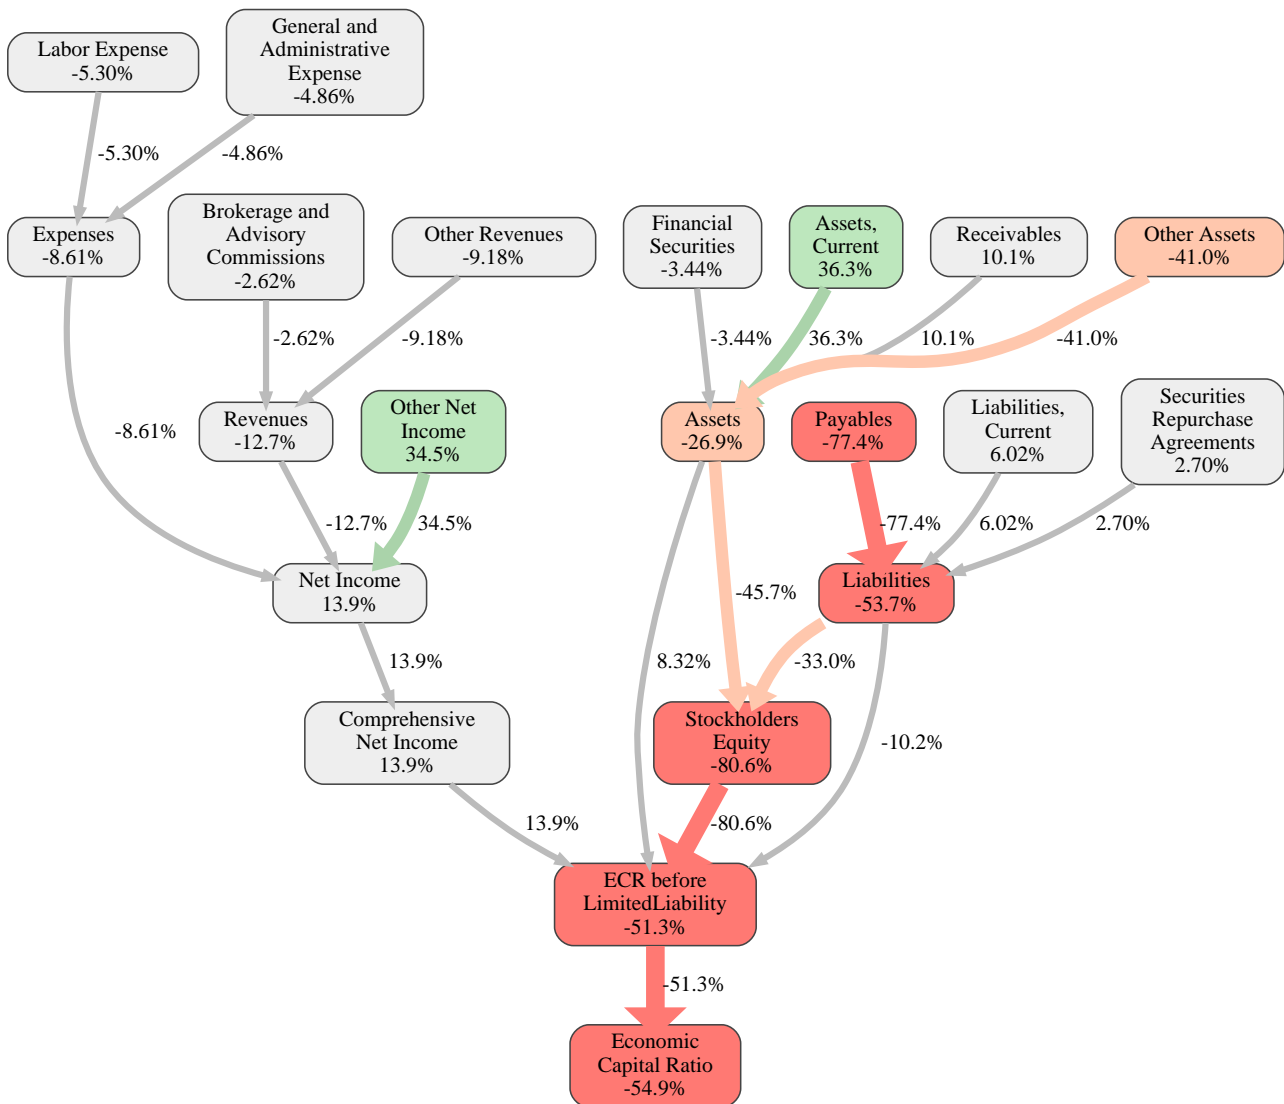 Labor Expense
-5.30%
General and
Administrative
Expense
-4.86%
-5.30%
-4.86%
Expenses
-8.61%
Brokerage and
Advisory
Commissions
-2.62%
Other Revenues
-9.18%
Financial
Securities
-3.44%
Assets,
Current
36.3%
Receivables
10.1%
Other Assets
-41.0%
-2.62%
-9.18%
-3.44%
36.3%
10.1%
-41.0%
-8.61%
Revenues
-12.7%
Other Net
Income
34.5%
Assets
-26.9%
Payables
-77.4%
Liabilities,
Current
6.02%
Securities
Repurchase
Agreements
2.70%
-12.7%
34.5%
-77.4%
6.02%
2.70%
Net Income
13.9%
-45.7%
Liabilities
-53.7%
13.9%
8.32%
-33.0%
Comprehensive
Net Income
13.9%
Stockholders
Equity
-80.6%
-10.2%
13.9%
-80.6%
ECR before
LimitedLiability
-51.3%
-51.3%
Economic
Capital Ratio
-54.9%